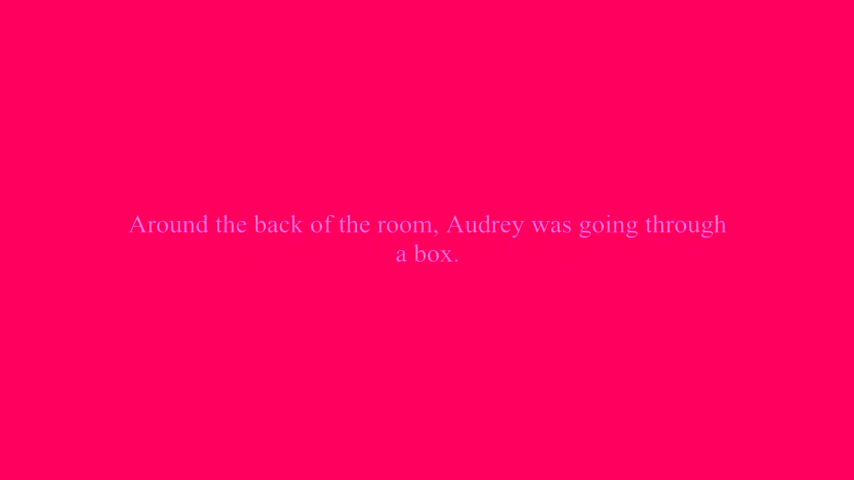 Around the back of the room, Audrey was going through
a box.